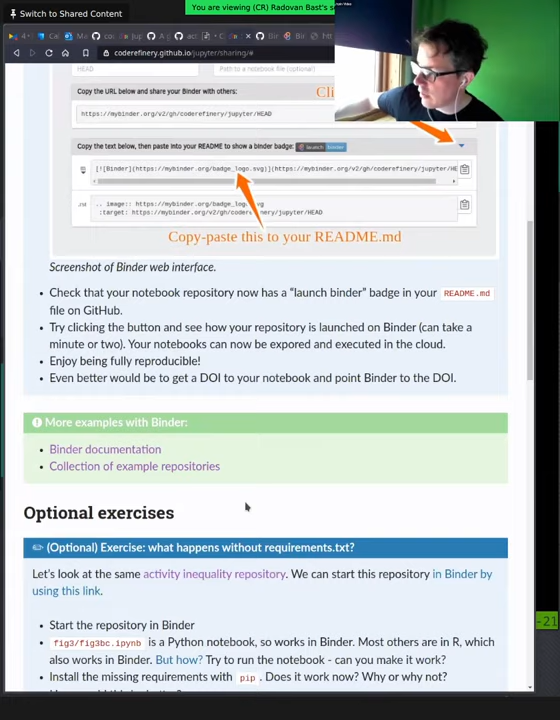 Switch to Shared Content
You are viewing (CR) Radovan Bast's s
coderefinery.github.io/jupyter/sharing/#
HEAD
Path to a notebook file (optional)
Copy the URL below and share your Binder with others:
Cli
https://mybinder.org/v2/gh/coderefinery/jupyter/HEAD
Copy the text below, then paste into your README to show a binder badge: launch binder
[![Binder](https://mybinder.org/badge_logo.svg)](https://mybinder.org/v2/gh/coderefinery/jupyter/HE
.rst
.. image:: https://mybinder.org/badge_logo.svg
:target: https://mybinder.org/v2/gh/coderefinery/jupyter/HEAD
Copy-paste this to your README.md
Screenshot of Binder web interface.
• Check that your notebook repository now has a “launch binder” badge in your README.md
file on GitHub.
• Try clicking the button and see how your repository is launched on Binder (can take a
minute or two). Your notebooks can now be expored and executed in the cloud.
• Enjoy being fully reproducible!
• Even better would be to get a DOI to your notebook and point Binder to the DOI.
More examples with Binder:
• Binder documentation
• Collection of example repositories
Optional exercises
(Optional) Exercise: what happens without requirements.txt?
Let’s look at the same activity inequality repository. We can start this repository in Binder by
using this link.
-21
• Start the repository in Binder
• fig3/fig3bc.ipynb is a Python notebook, so works in Binder. Most others are in R, which
also works in Binder. But how? Try to run the notebook - can you make it work?
• Install the missing requirements with pip. Does it work now? Why or why not?